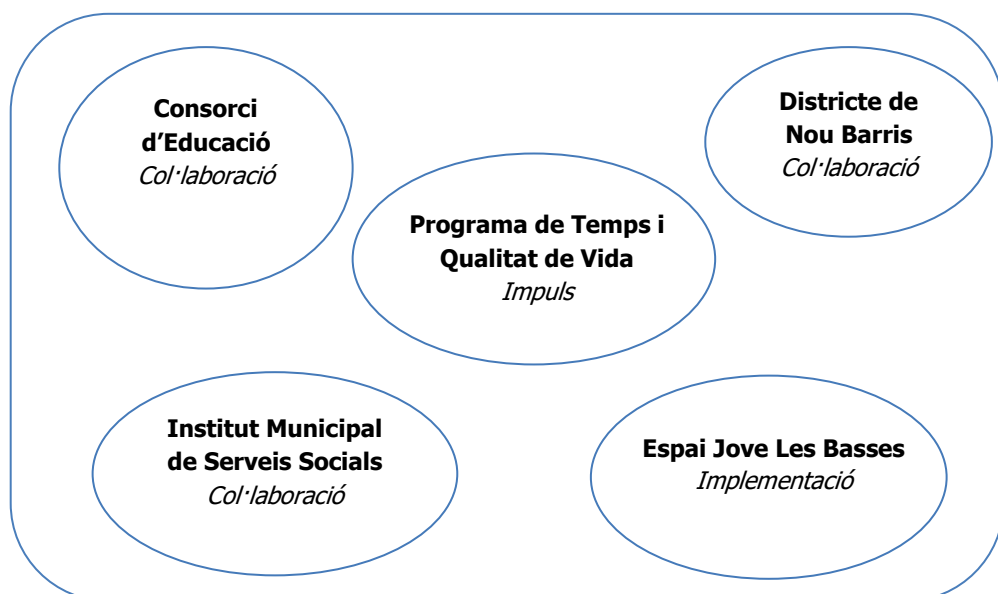 Consorci
d’Educació
Col·laboració
Districte de
Nou Barris
Col·laboració
Programa de Temps i
Qualitat de Vida
Impuls
Institut Municipal
de Serveis Socials
Col·laboració
Espai Jove Les Basses
Implementació